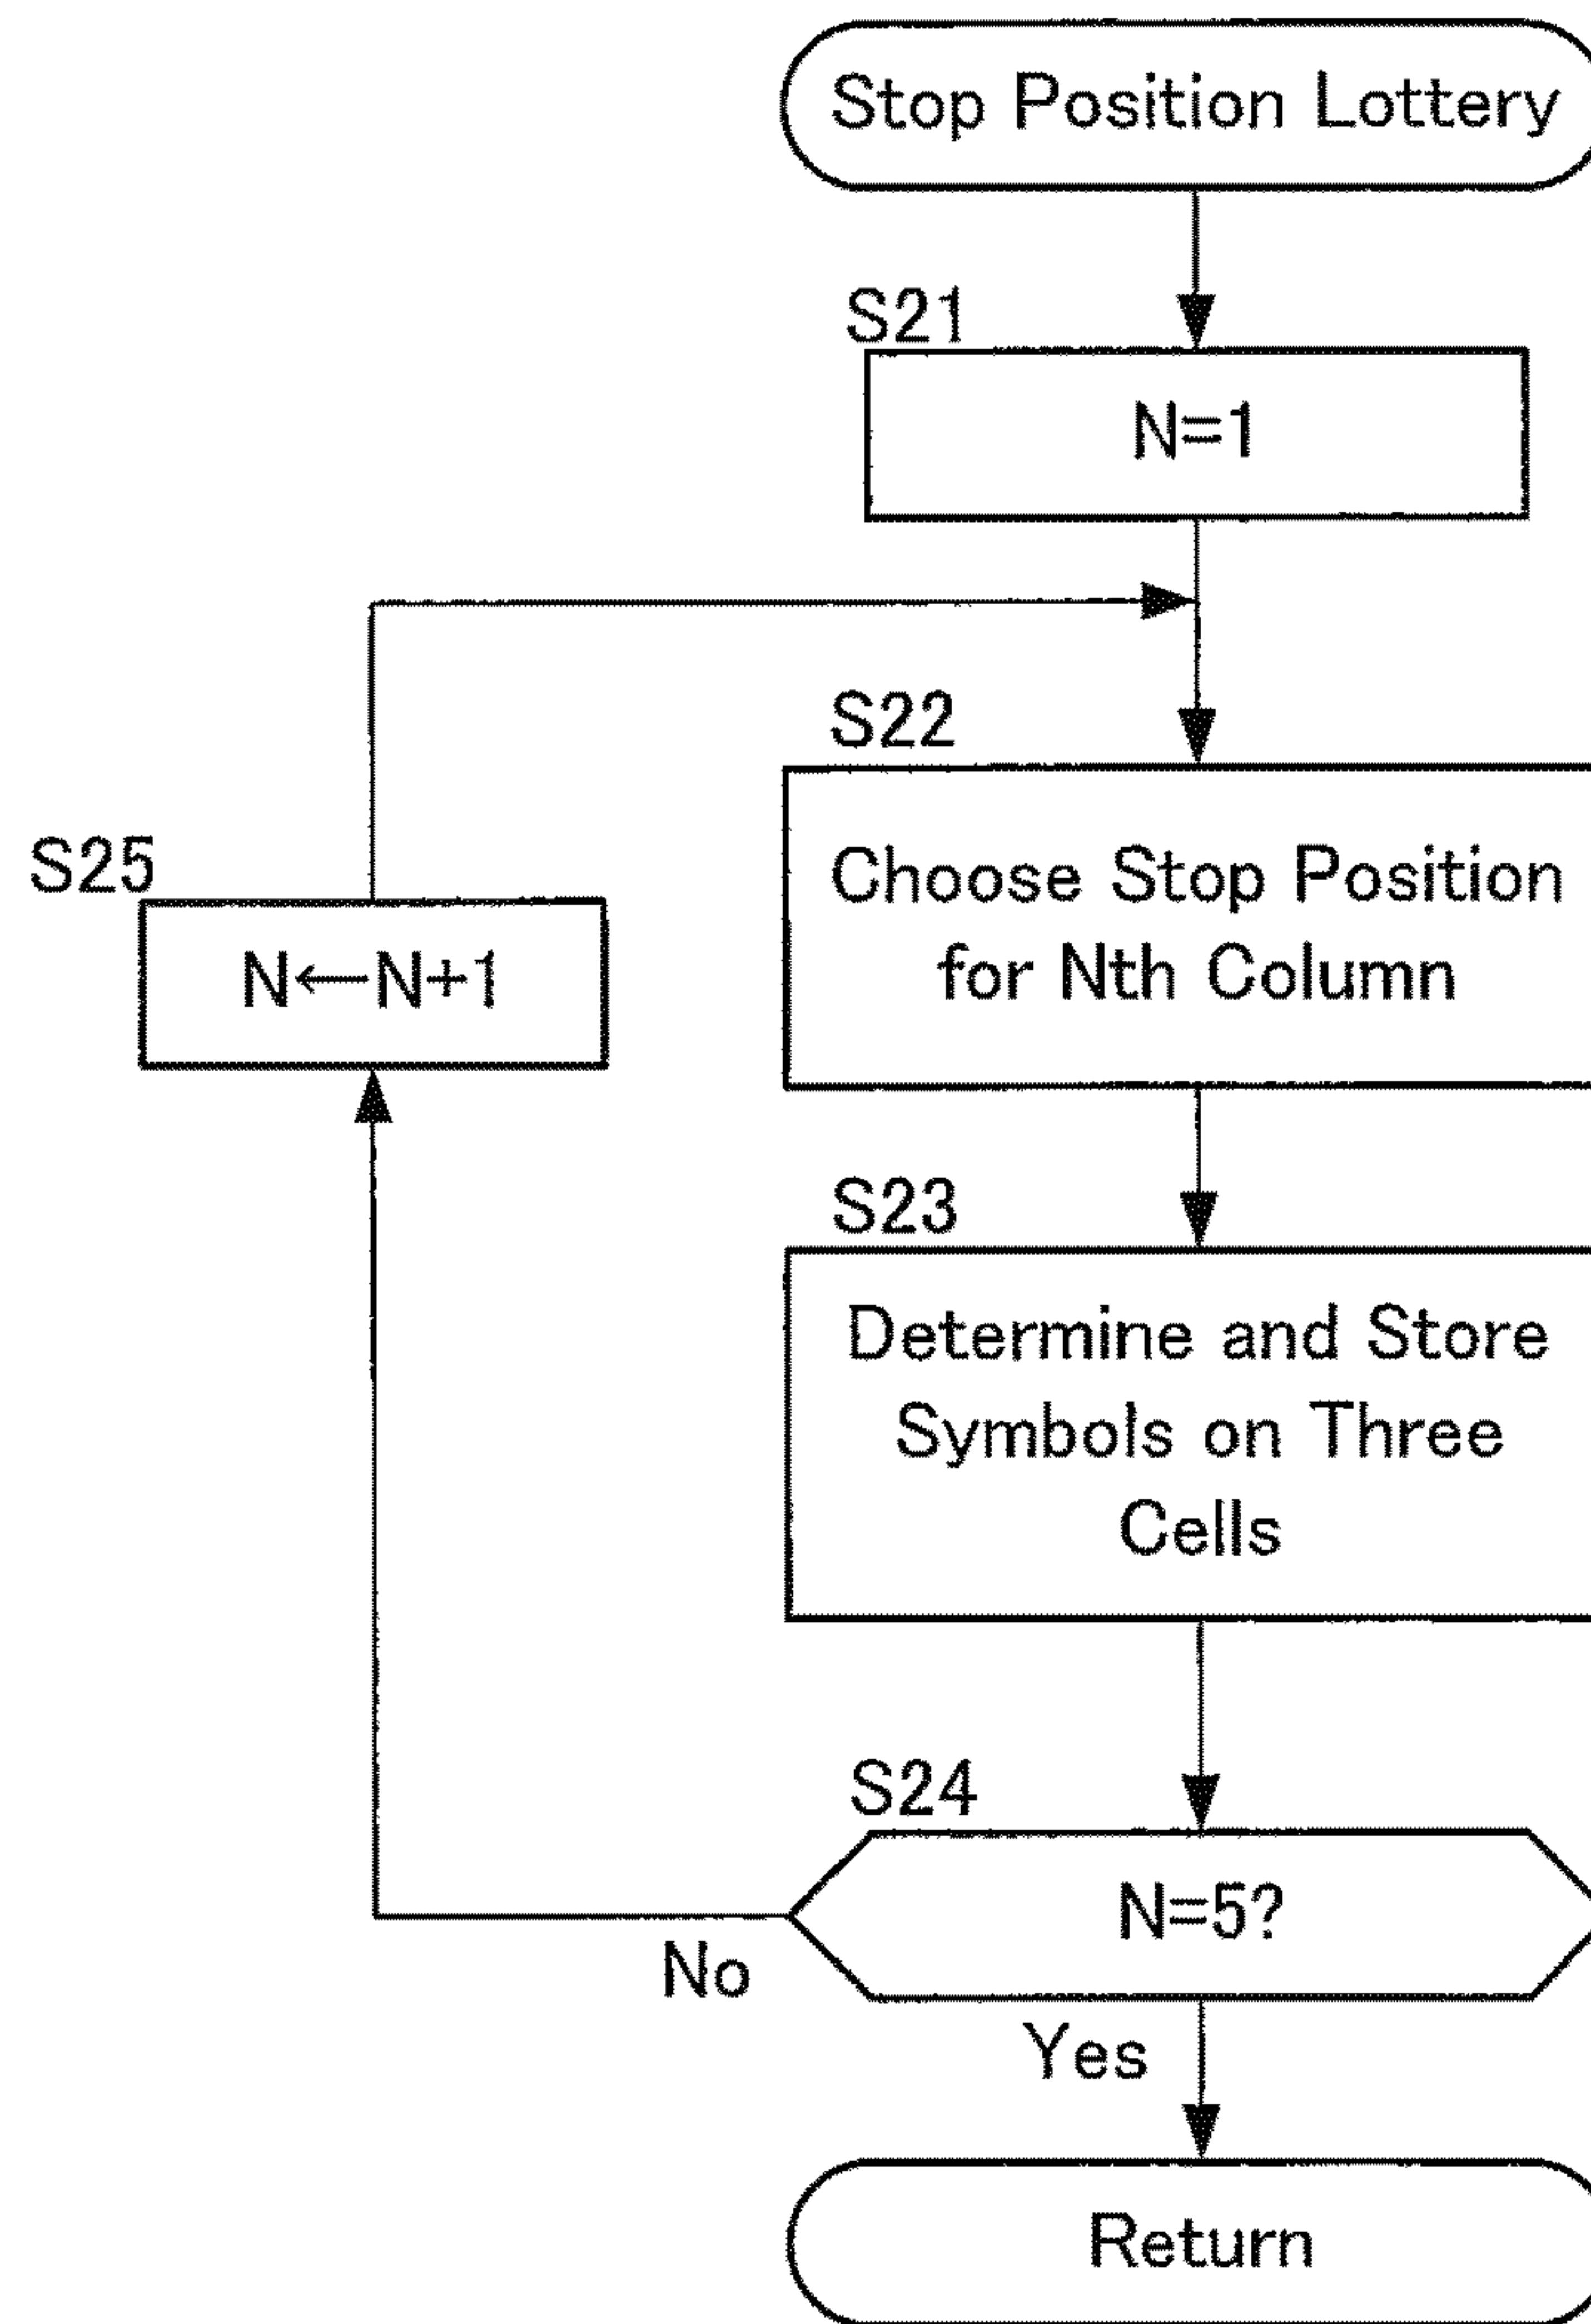 Stop Position Lottery
S21
N=1
S22
Choose Stop Position
for Nth Column
S25
N←N+1
S23
Determine and Store
Symbols on Three
Cells
S24
N=5?
No
Yes
Return